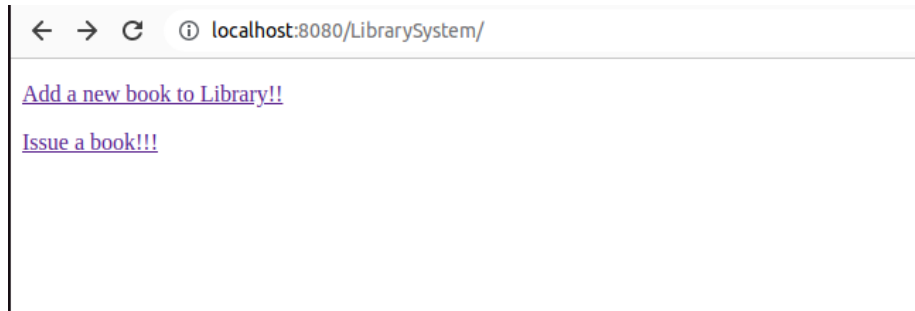 localhost:8080/LibrarySystem/
Add a new book to Library!!
Issue a book!!!